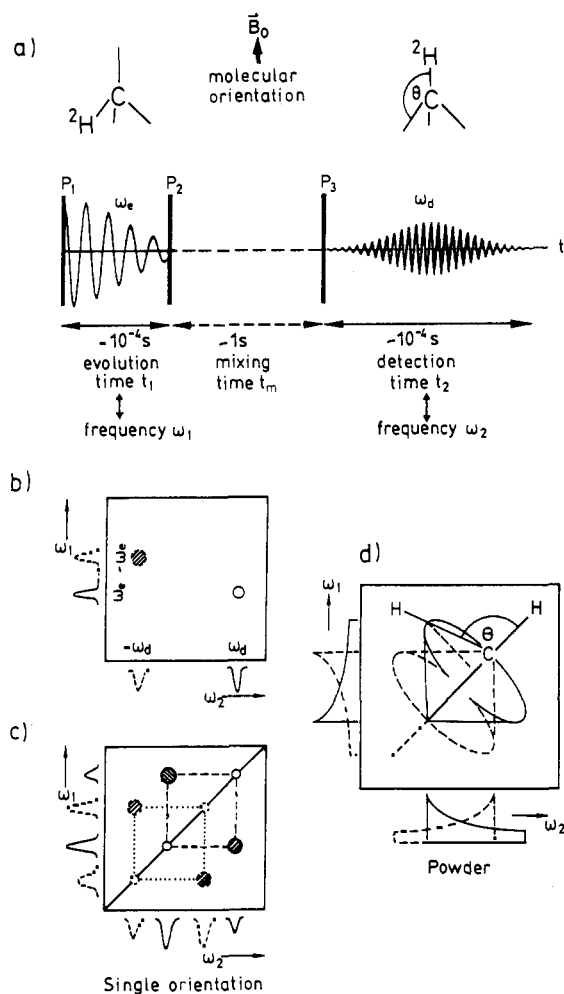 a)
B⃗₀
molecular
orientation
²H
C
²H
θ
C
P₁
ωₑ
P₂
P₃
ω_d
t
~10⁻⁴s
~1s
~10⁻⁴s
evolution
time t₁
mixing
time tₘ
detection
time t₂
frequency ω₁
frequency ω₂
b)
ω₁
-ωₑ
ωₑ
-ω_d
ω_d
ω₂
c)
ω₁
ω₂
Single orientation
d)
ω₁
H
θ
H
C
ω₂
Powder